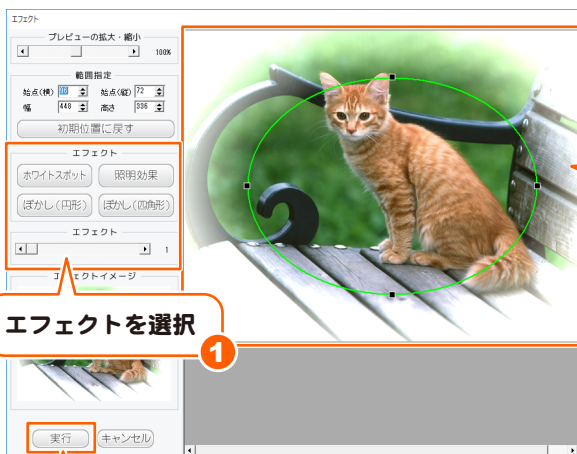 エフェクト
プレビューの拡大・縮小
100%
範囲指定
始点(横) 96 始点(縦) 72
幅 448 高さ 336
初期位置に戻す
エフェクト
ホワイトスポット 照明効果
ぼかし(円形) ぼかし(四角形)
エフェクト
1
エフェクトイメージ
エフェクトを選択
1
実行 キャンセル